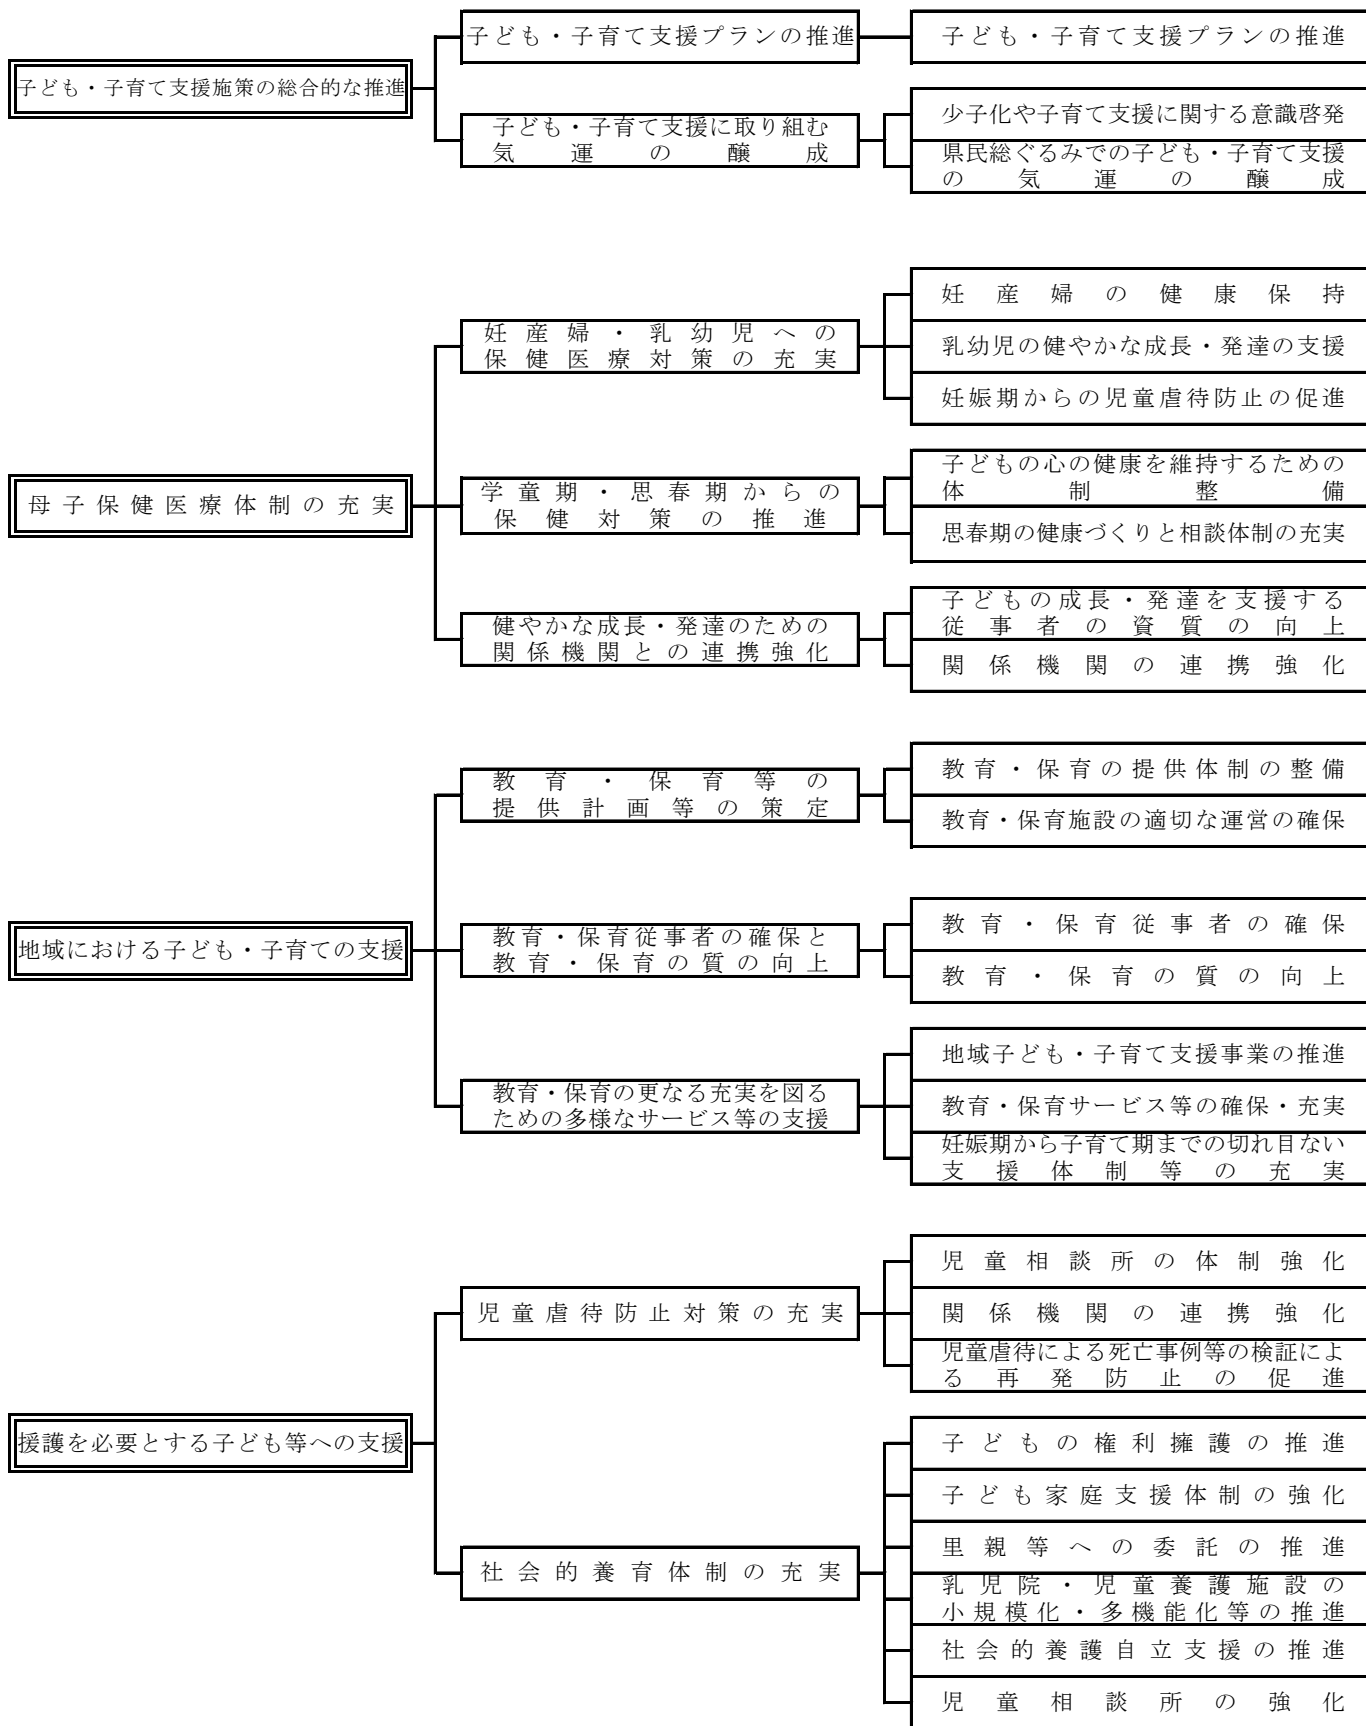 子ども・子育て支援施策の総合的な推進
子ども・子育て支援プランの推進
子ども・子育て支援プランの推進
子ども・子育て支援に取り組む
気運の醸成
少子化や子育て支援に関する意識啓発
県民総ぐるみでの子ども・子育て支援
の気運の醸成
母子保健医療体制の充実
妊産婦・乳幼児への
保健医療対策の充実
妊産婦の健康保持
乳幼児の健やかな成長・発達の支援
妊娠期からの児童虐待防止の促進
学童期・思春期からの
保健対策の推進
子どもの心の健康を維持するための
体制整備
思春期の健康づくりと相談体制の充実
健やかな成長・発達のための
関係機関との連携強化
子どもの成長・発達を支援する
従事者の資質の向上
関係機関の連携強化
地域における子ども・子育ての支援
教育・保育等の
提供計画等の策定
教育・保育の提供体制の整備
教育・保育施設の適切な運営の確保
教育・保育従事者の確保と
教育・保育の質の向上
教育・保育従事者の確保
教育・保育の質の向上
教育・保育の更なる充実を図る
ための多様なサービス等の支援
地域子ども・子育て支援事業の推進
教育・保育サービス等の確保・充実
妊娠期から子育て期までの切れ目ない
支援体制等の充実
援護を必要とする子ども等への支援
児童虐待防止対策の充実
児童相談所の体制強化
関係機関の連携強化
児童虐待による死亡事例等の検証によ
る再発防止の促進
社会的養育体制の充実
子どもの権利擁護の推進
子ども家庭支援体制の強化
里親等への委託の推進
乳児院・児童養護施設の
小規模化・多機能化等の推進
社会的養護自立支援の推進
児童相談所の強化